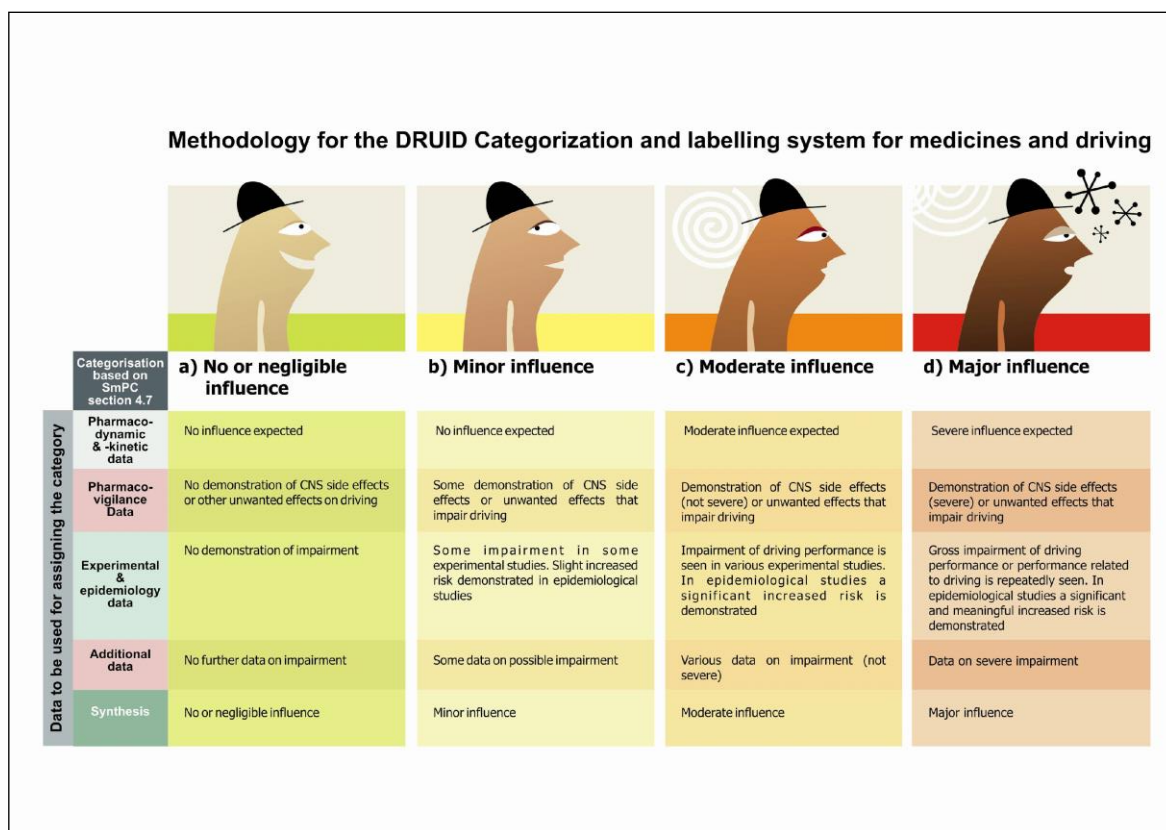 Methodology for the DRUID Categorization and labelling system for medicines and driving
Categorisation
based on
SmPC
section 4.7
a) No or negligible
influence
b) Minor influence
c) Moderate influence
d) Major influence
Data to be used for assigning the category
Pharmaco-
dynamic
& -kinetic
data
No influence expected
No influence expected
Moderate influence expected
Severe influence expected
Pharmaco-
vigilance
Data
No demonstration of CNS side effects
or other unwanted effects on driving
Some demonstration of CNS side
effects or unwanted effects that
impair driving
Demonstration of CNS side effects
(not severe) or unwanted effects that
impair driving
Demonstration of CNS side effects
(severe) or unwanted effects that
impair driving
Experimental
&
epidemiology
data
No demonstration of impairment
Some impairment in some
experimental studies. Slight increased
risk demonstrated in epidemiological
studies
Impairment of driving performance is
seen in various experimental studies.
In epidemiological studies a
significant increased risk is
demonstrated
Gross impairment of driving
performance or performance related
to driving is repeatedly seen. In
epidemiological studies a significant
and meaningful increased risk is
demonstrated
Additional
data
No further data on impairment
Some data on possible impairment
Various data on impairment (not
severe)
Data on severe impairment
Synthesis
No or negligible influence
Minor influence
Moderate influence
Major influence